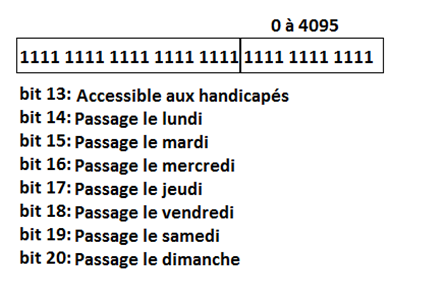 0 à 4095
1111 1111 1111 1111 1111 1111 1111 1111
bit 13: Accessible aux handicapés
bit 14: Passage le lundi
bit 15: Passage le mardi
bit 16: Passage le mercredi
bit 17: Passage le jeudi
bit 18: Passage le vendredi
bit 19: Passage le samedi
bit 20: Passage le dimanche